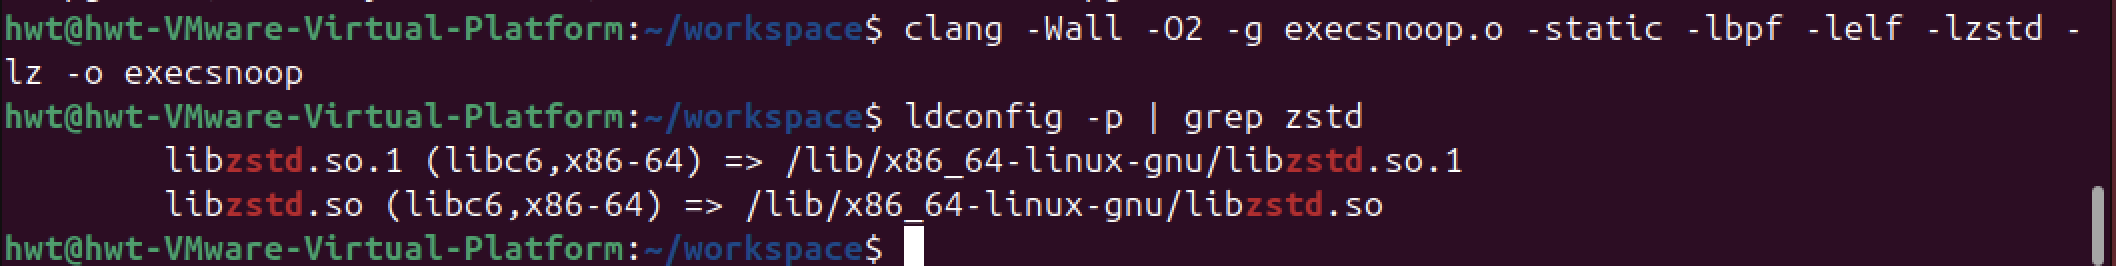 hwt@hwt-VMware-Virtual-Platform:~/workspace$ clang -Wall -O2 -g execsnoop.o -static -lbpf -lelf -lzstd -
lz -o execsnoop
hwt@hwt-VMware-Virtual-Platform:~/workspace$ ldconfig -p | grep zstd
        libzstd.so.1 (libc6,x86-64) => /lib/x86_64-linux-gnu/libzstd.so.1
        libzstd.so (libc6,x86-64) => /lib/x86_64-linux-gnu/libzstd.so
hwt@hwt-VMware-Virtual-Platform:~/workspace$